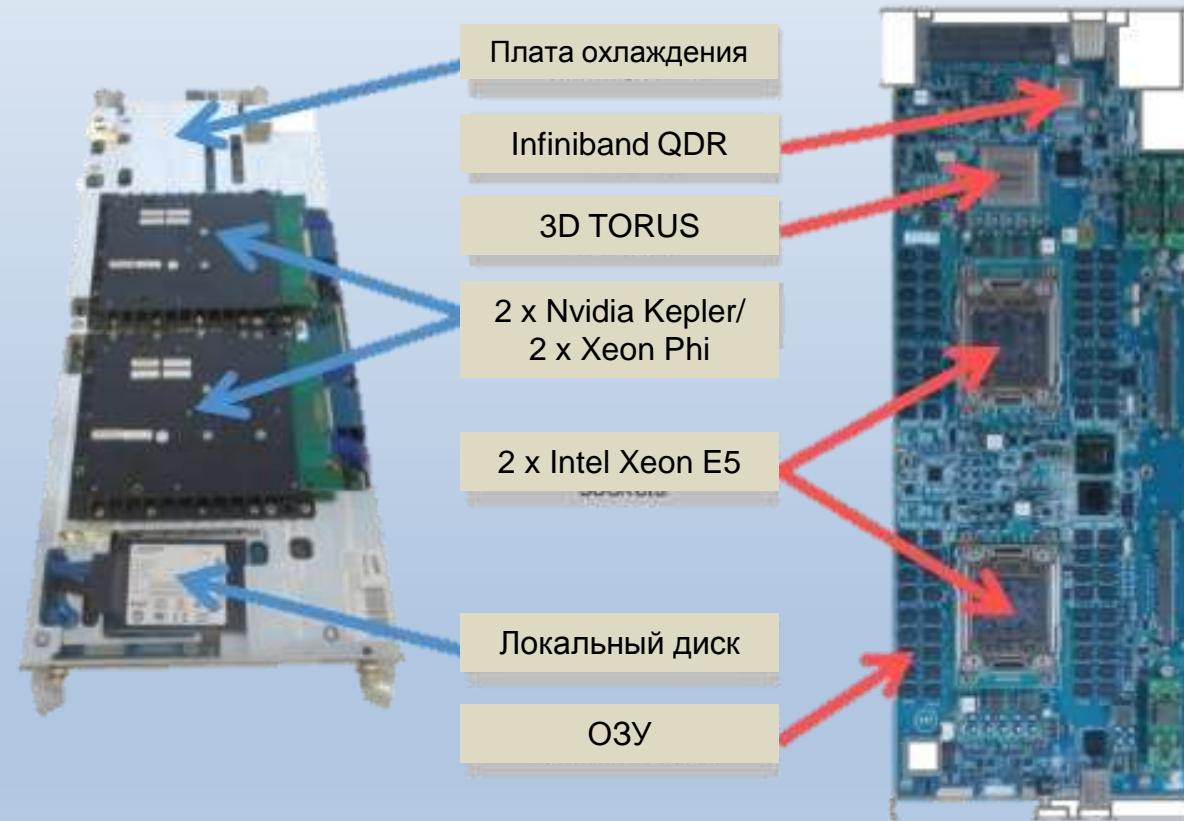 Плата охлаждения
Infiniband QDR
3D TORUS
2 x Nvidia Kepler/
2 x Xeon Phi
2 x Intel Xeon E5
Локальный диск
ОЗУ